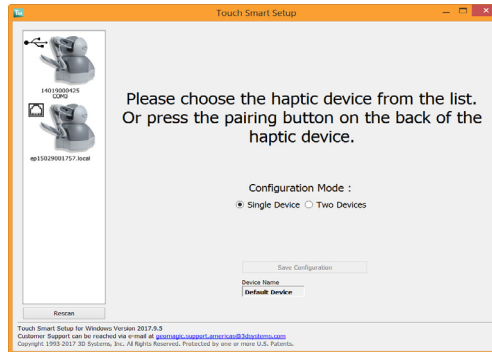 Touch Smart Setup
14019000425
COM3
ep15029001757.local
Please choose the haptic device from the list.
Or press the pairing button on the back of the
haptic device.
Configuration Mode :
Single Device
Two Devices
Save Configuration
Device Name
Default Device
Rescan
Touch Smart Setup for Windows Version 2017.9.5
Customer Support can be reached via e-mail at geomagic.support.americas@3dsystems.com
Copyright 1993 2017 3D Systems, Inc. All Rights Reserved. Protected by one or more U.S. Patents.